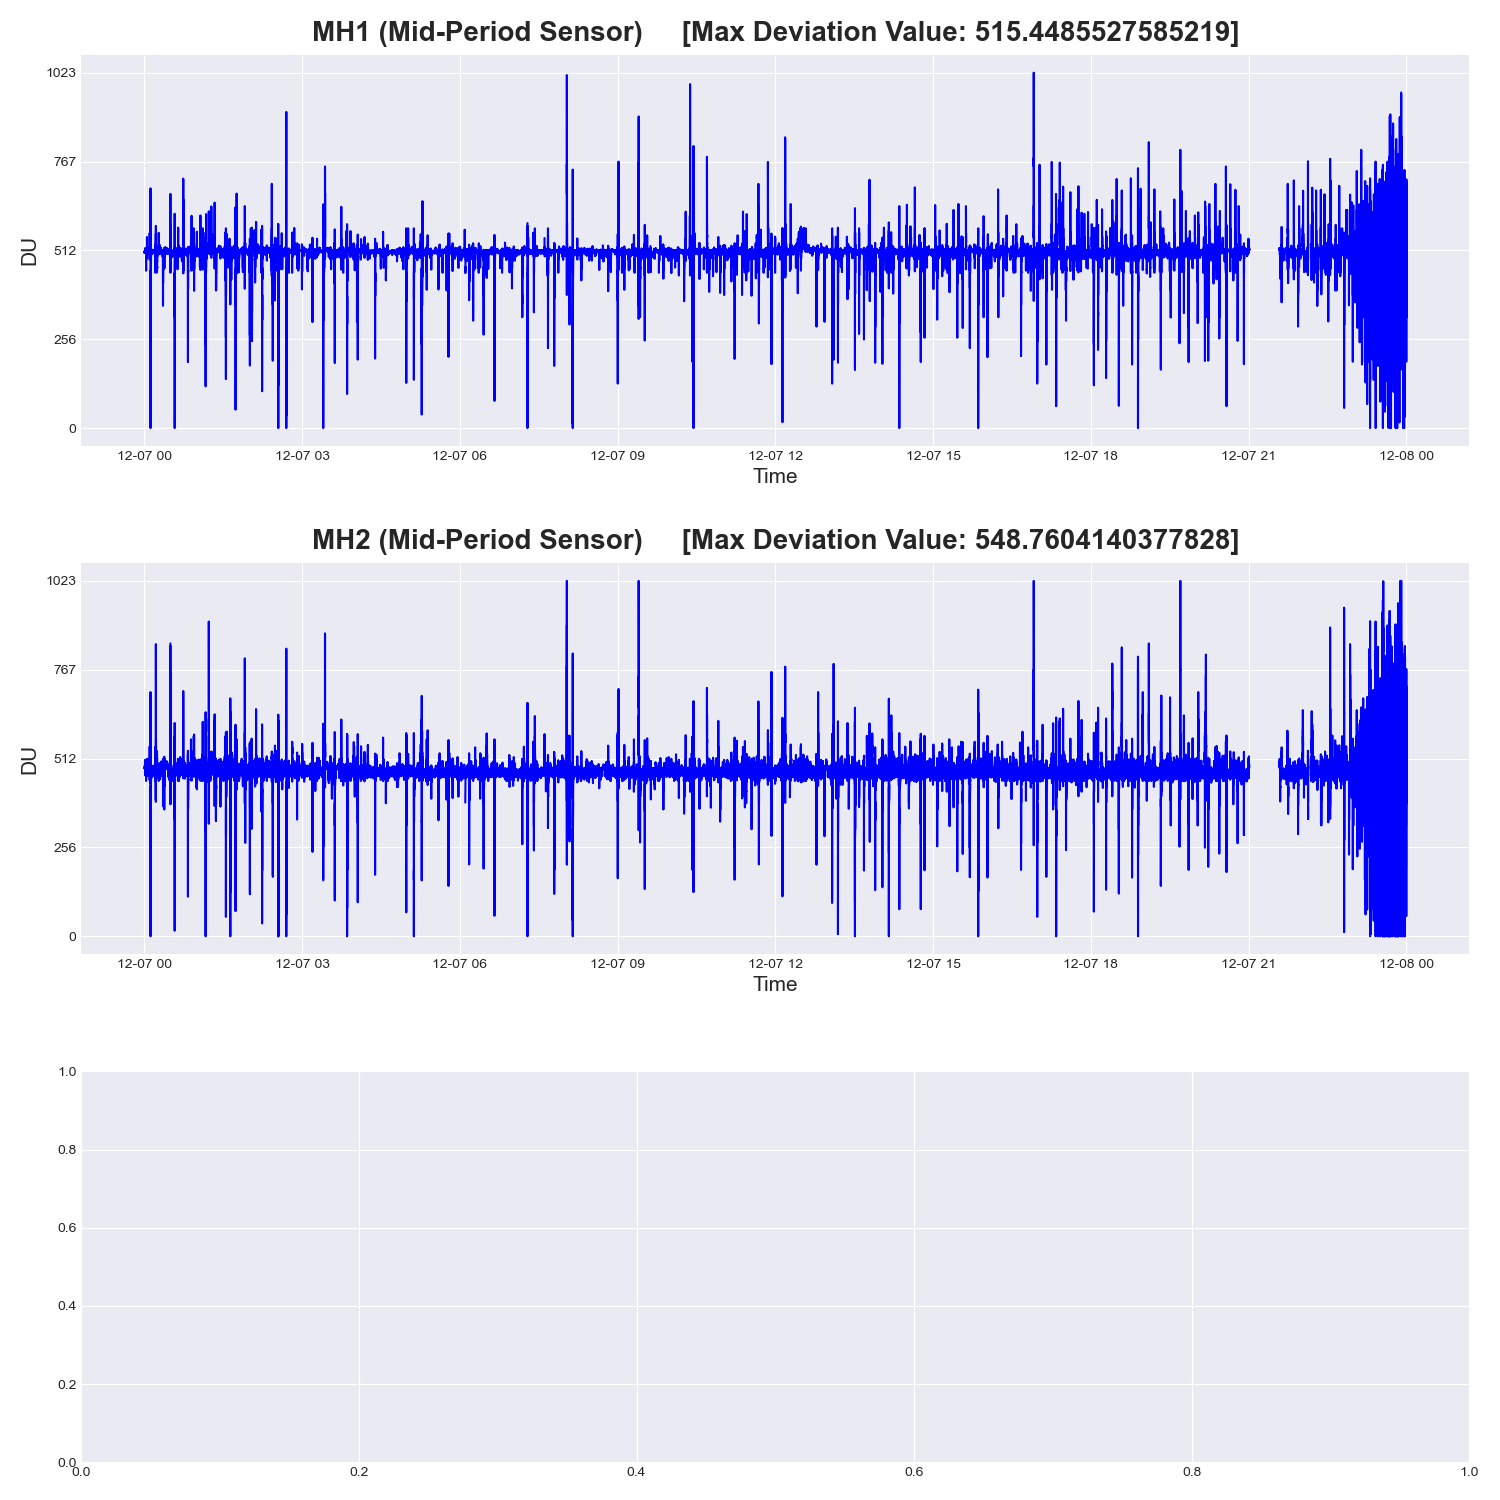 MH1 (Mid-Period Sensor) [Max Deviation Value: 515.4485527585219]
1023
767
512
256
0
DU
12-07 00 12-07 03 12-07 06 12-07 09 12-07 12 12-07 15 12-07 18 12-07 21 12-08 00
Time
MH2 (Mid-Period Sensor) [Max Deviation Value: 548.7604140377828]
1023
767
512
256
0
DU
12-07 00 12-07 03 12-07 06 12-07 09 12-07 12 12-07 15 12-07 18 12-07 21 12-08 00
Time
1.0
0.8
0.6
0.4
0.2
0.0
0.0 0.2 0.4 0.6 0.8 1.0